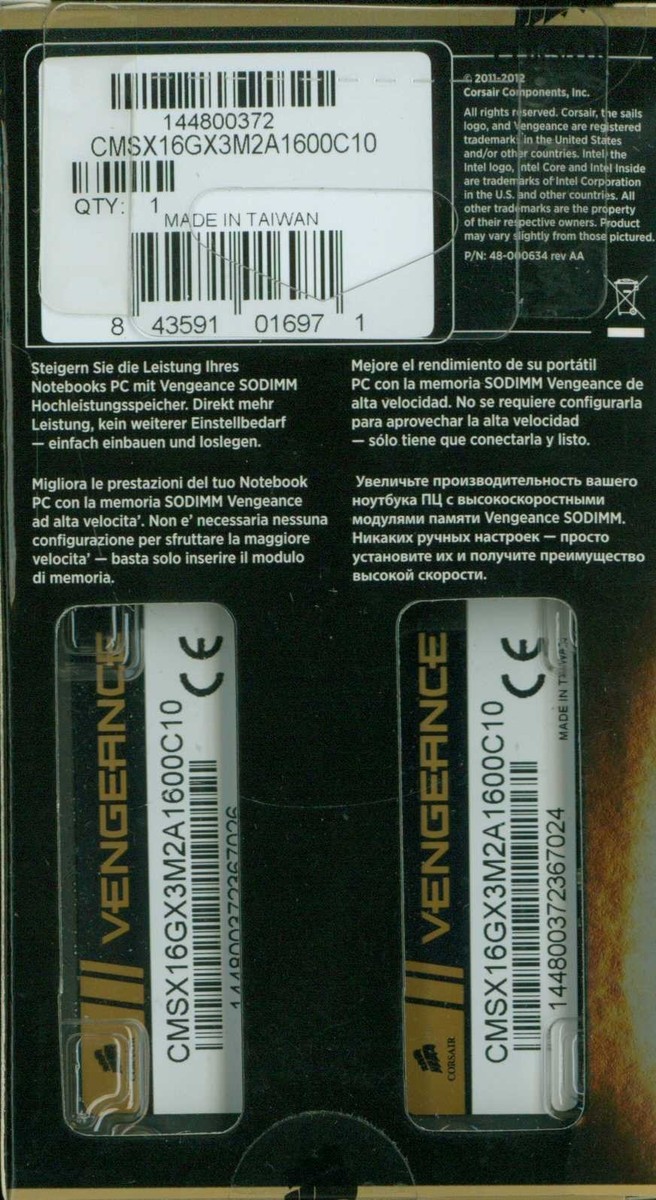 144800372
CMSX16GX3M2A1600C10
QTY: 1
MADE IN TAIWAN
8 43591 01697 1
© 2011-2012
Corsair Components, Inc.
All rights reserved. Corsair, the sails
logo, and Vengeance are registered
trademarks in the United States
and/or other countries. Intel, the
Intel logo, Intel Core and Intel Inside
are trademarks of Intel Corporation
in the U.S. and other countries. All
other trademarks are the property
of their respective owners. Product
may vary slightly from those pictured.
P/N: 48-000634 rev AA
Steigern Sie die Leistung Ihres
Notebooks PC mit Vengeance SODIMM
Hochleistungsspeicher. Direkt mehr
Leistung, kein weiterer Einstellbedarf
— einfach einbauen und loslegen.
Mejore el rendimiento de su portátil
PC con la memoria SODIMM Vengeance de
alta velocidad. No se requiere configurarla
para aprovechar la alta velocidad
— sólo tiene que conectarla y listo.
Migliora le prestazioni del tuo Notebook
PC con la memoria SODIMM Vengeance
ad alta velocita'. Non e' necessaria nessuna
configurazione per sfruttare la maggiore
velocita' — basta solo inserire il modulo
di memoria.
Увеличьте производительность вашего
ноутбука ПЦ с высокоскоростными
модулями памяти Vengeance SODIMM.
Никаких ручных настроек — просто
установите их и получите преимущество
высокой скорости.
CORSAIR
VENGEANCE
CMSX16GX3M2A1600C10
CE
144800372367026
CORSAIR
VENGEANCE
CMSX16GX3M2A1600C10
CE
144800372367024
MADE IN TAIWAN